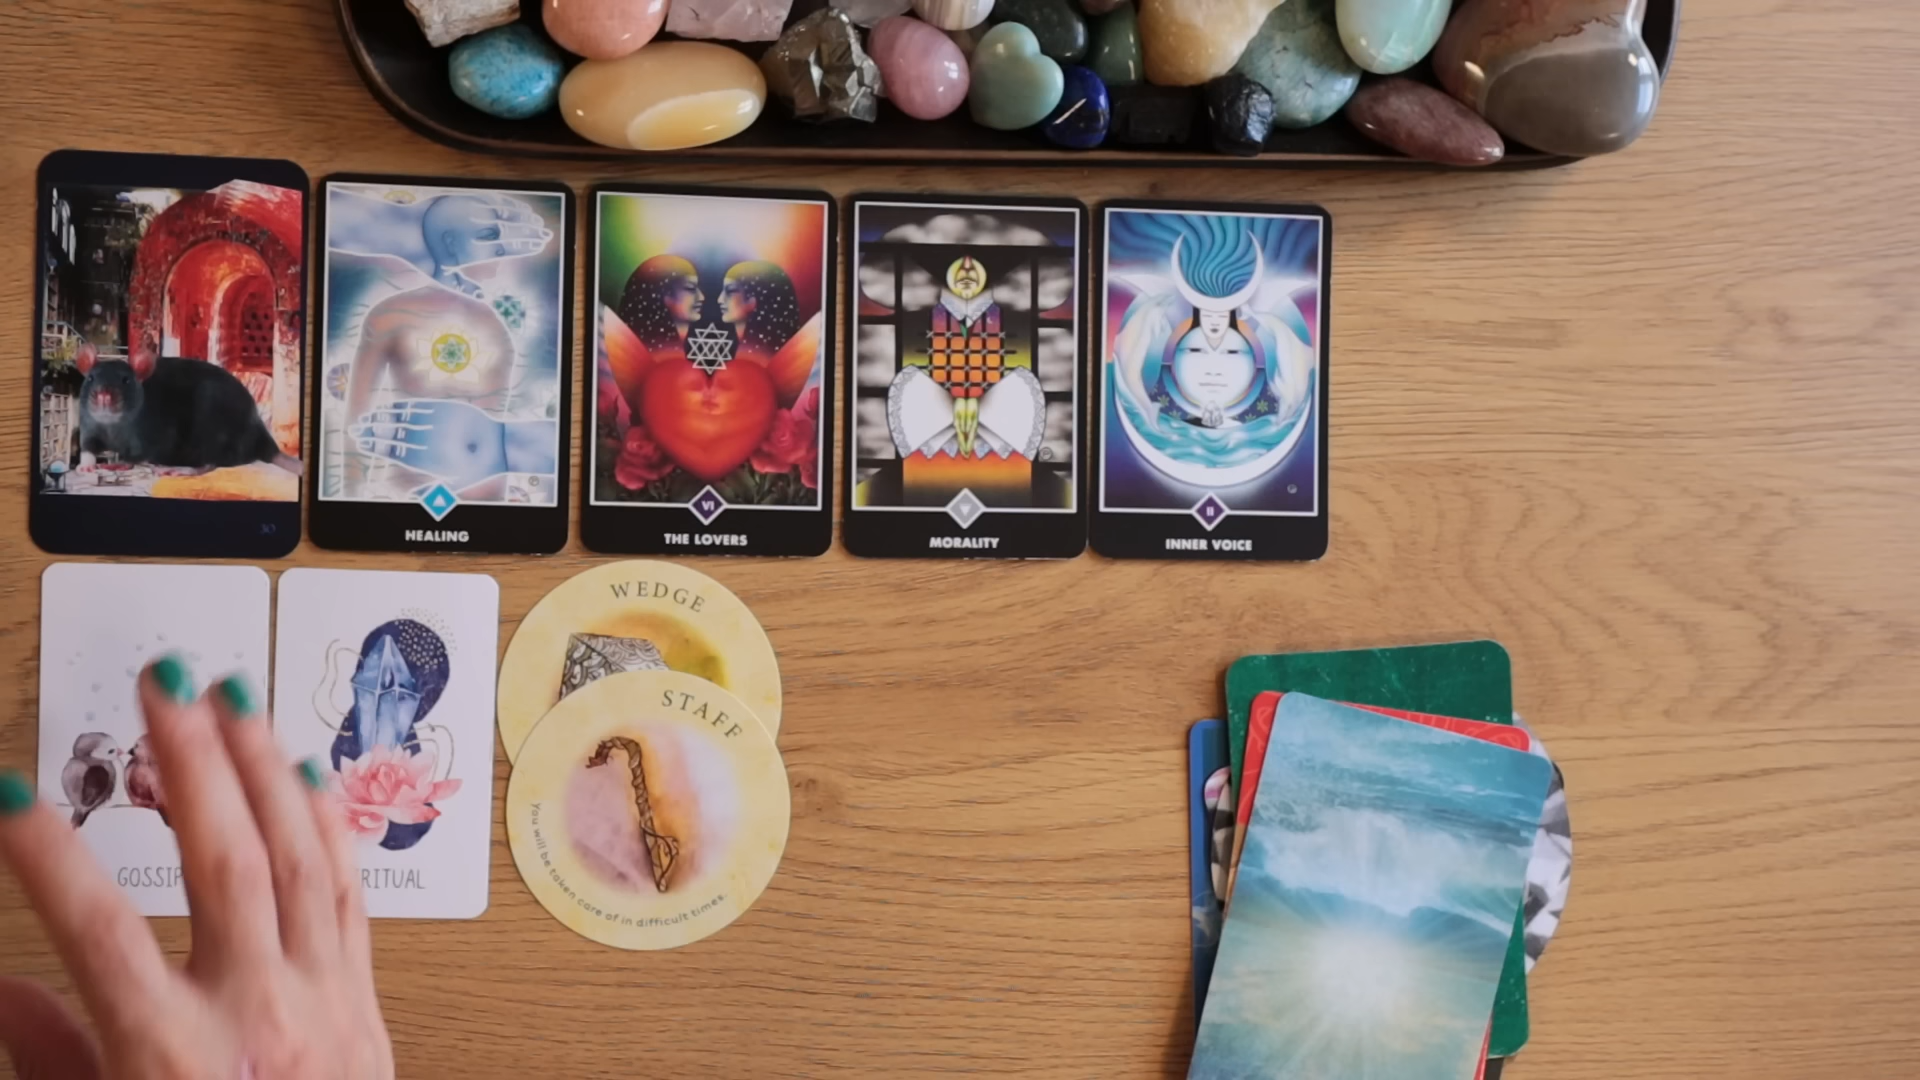 HEALING
VI
THE LOVERS
MORALITY
II
INNER VOICE
GOSSIP
RITUAL
WEDGE
STAFF
You will be taken care of in difficult times.